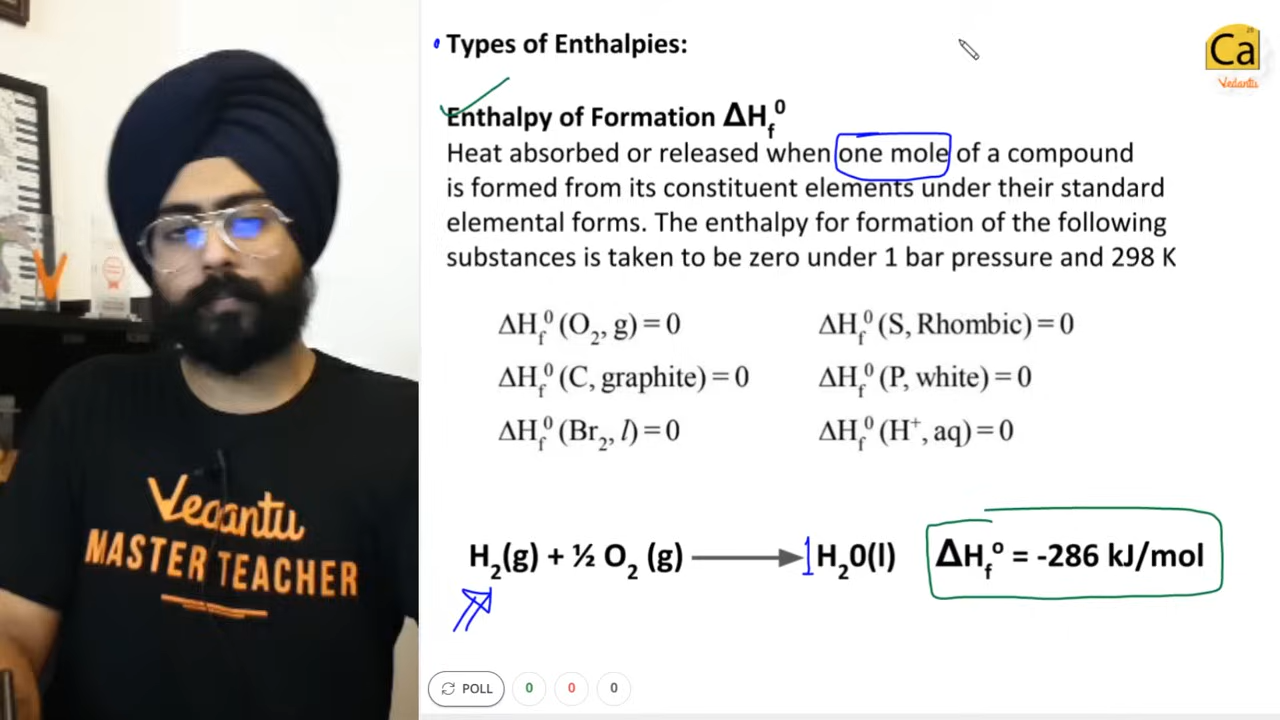 Types of Enthalpies:
Enthalpy of Formation ΔHf⁰
Heat absorbed or released when one mole of a compound
is formed from its constituent elements under their standard
elemental forms. The enthalpy for formation of the following
substances is taken to be zero under 1 bar pressure and 298 K
ΔHf⁰ (O₂, g) = 0
ΔHf⁰ (S, Rhombic) = 0
ΔHf⁰ (C, graphite) = 0
ΔHf⁰ (P, white) = 0
ΔHf⁰ (Br₂, l) = 0
ΔHf⁰ (H⁺, aq) = 0
H₂(g) + ½ O₂ (g) ⟶ 1 H₂0(l) ΔHf° = -286 kJ/mol
20
Ca
Vedantu
Vedantu
MASTER TEACHER
POLL 0 0 0